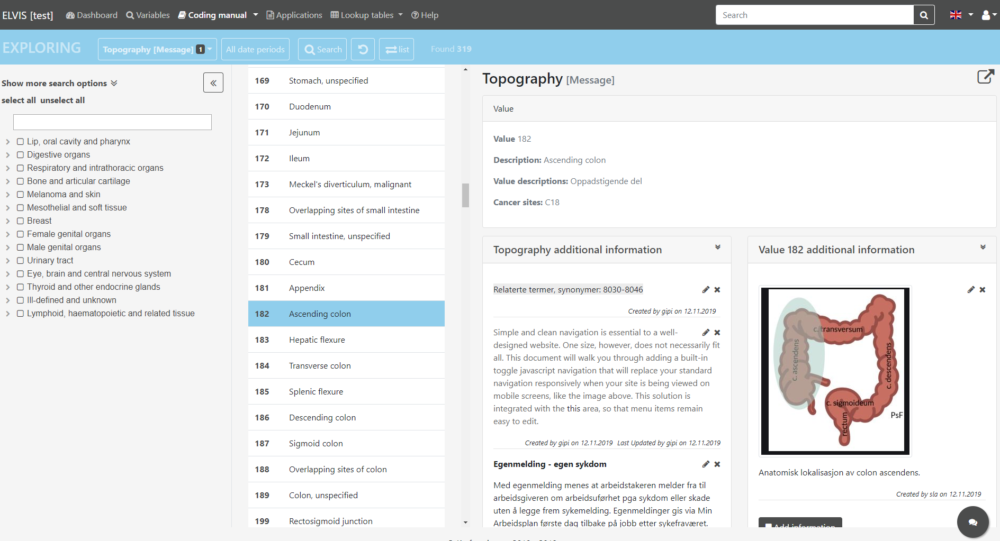 ELVIS [test] Dashboard Variables Coding manual Applications Lookup tables Help Search
EXPLORING Topography [Message] 1 All date periods Search list Found 319
Show more search options
select all unselect all
Lip, oral cavity and pharynx
Digestive organs
Respiratory and intrathoracic organs
Bone and articular cartilage
Melanoma and skin
Mesothelial and soft tissue
Breast
Female genital organs
Male genital organs
Urinary tract
Eye, brain and central nervous system
Thyroid and other endocrine glands
Ill-defined and unknown
Lymphoid, haematopoietic and related tissue
169 Stomach, unspecified
170 Duodenum
171 Jejunum
172 Ileum
173 Meckel's diverticulum, malignant
178 Overlapping sites of small intestine
179 Small intestine, unspecified
180 Cecum
181 Appendix
182 Ascending colon
183 Hepatic flexure
184 Transverse colon
185 Splenic flexure
186 Descending colon
187 Sigmoid colon
188 Overlapping sites of colon
189 Colon, unspecified
199 Rectosigmoid junction
Topography [Message]
Value
Value 182
Description: Ascending colon
Value descriptions: Oppadstigende del
Cancer sites: C18
Topography additional information
Relaterte termer, synonymer: 8030-8046
Created by gipi on 12.11.2019
Simple and clean navigation is essential to a well-
designed website. One size, however, does not necessarily fit
all. This document will walk you through adding a built-in
toggle javascript navigation that will replace your standard
navigation responsively when your site is being viewed on
mobile screens, like the image above. This solution is
integrated with the this area, so that menu items remain
easy to edit.
Created by gipi on 12.11.2019 Last Updated by gipi on 12.11.2019
Egenmelding - egen sykdom
Med egenmelding menes at arbeidstakeren melder fra til
arbeidsgiveren om arbeidsuførhet pga sykdom eller skade
uten å legge frem sykemelding. Egenmeldinger gis via Min
Arbeidsplan første dag tilbake på jobb etter sykefraværet.
Value 182 additional information
c. transversum
c. ascendens
c. descendens
c. sigmoideum
PsF
rectum
Anatomisk lokalisasjon av colon ascendens.
Created by sla on 12.11.2019
Add information